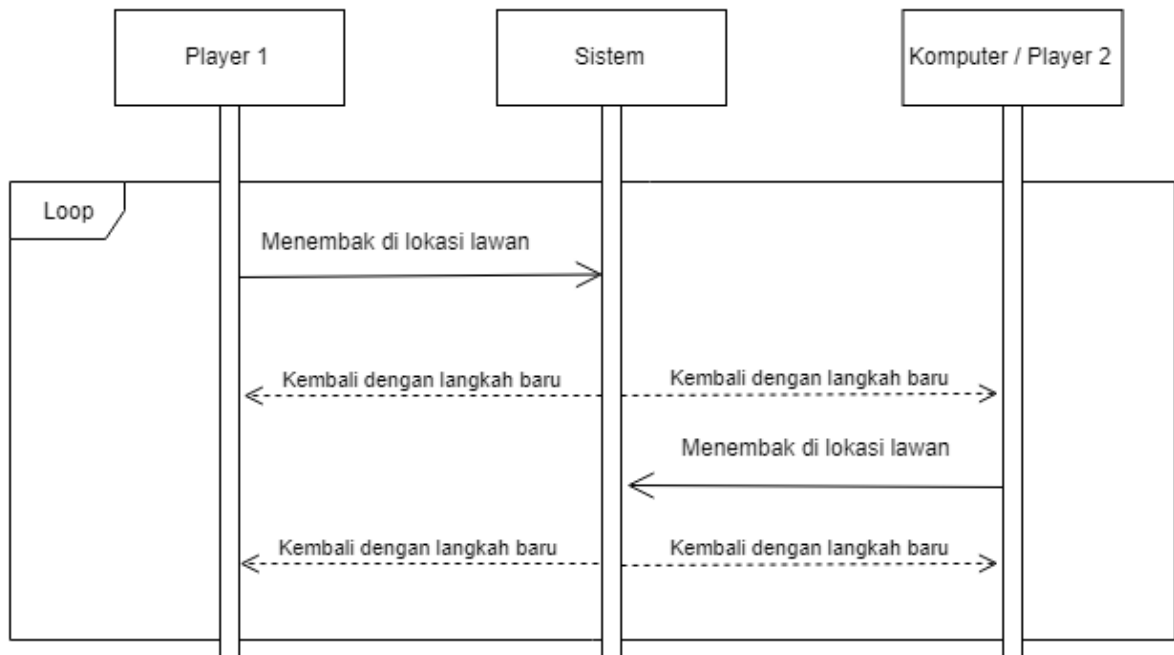 Player 1
Sistem
Komputer / Player 2
Loop
Menembak di lokasi lawan
Kembali dengan langkah baru
Kembali dengan langkah baru
Menembak di lokasi lawan
Kembali dengan langkah baru
Kembali dengan langkah baru